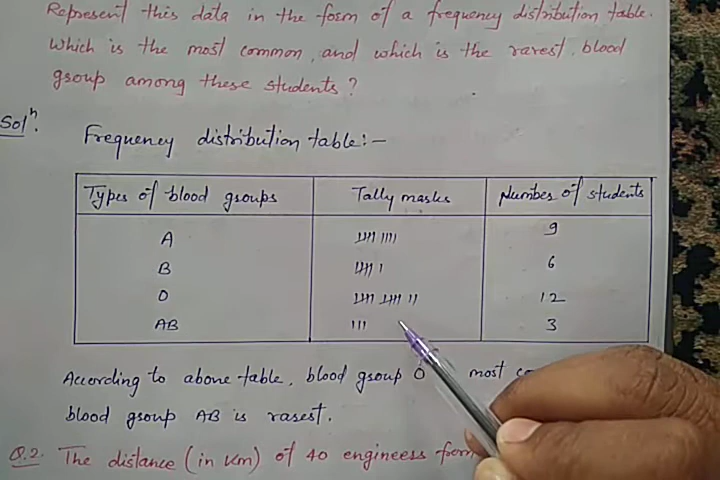 Represent this data in the form of a frequency distribution table.
Which is the most common, and which is the rarest, blood
group among these students?
Solⁿ.
Frequency distribution table:-
Types of blood groups Tally marks Number of students
A 9
B 6
O 12
AB 3
According to above table, blood group O most
blood group AB is rarest.
Q.2. The distance (in km) of 40 engineers